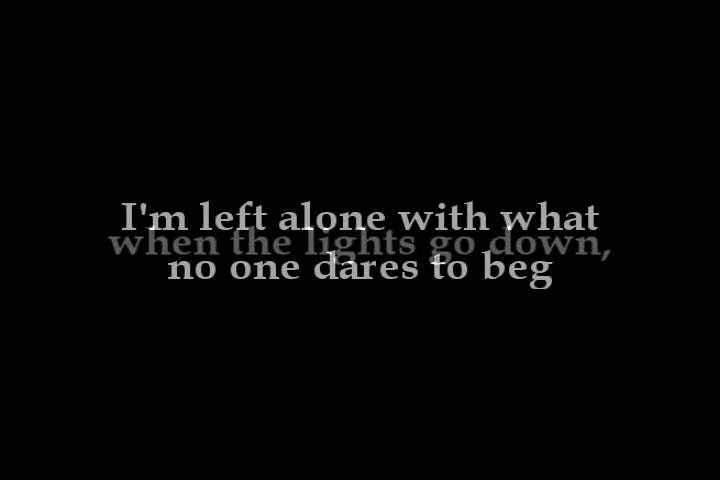 I'm left alone with what
when the lights go down,
no one dares to beg